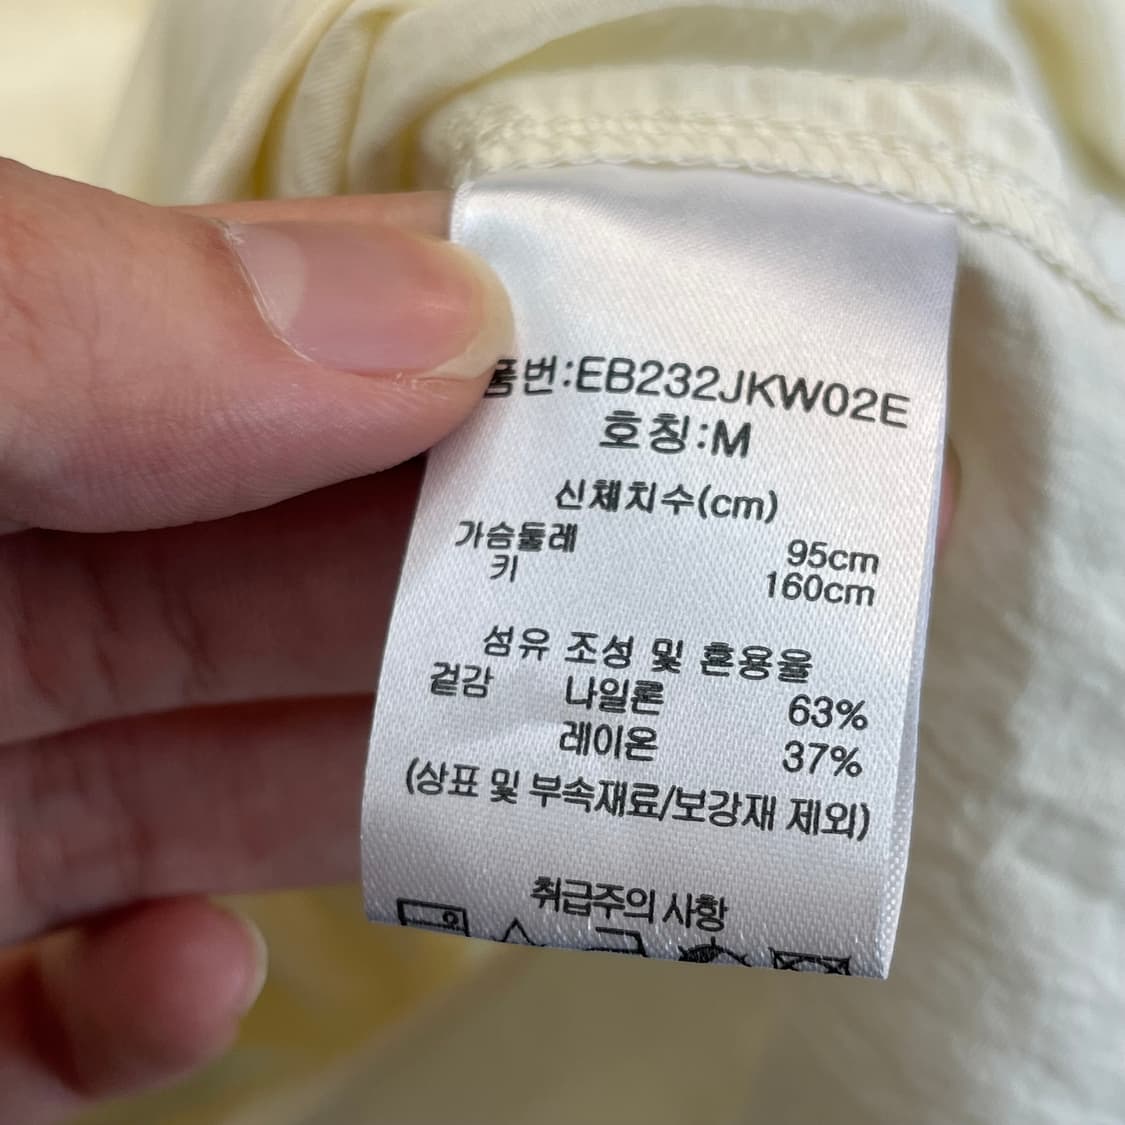 품번:EB232JKW02E
호칭:M
신체치수(cm)
가슴둘레 95cm
키 160cm
섬유 조성 및 혼용율
겉감 나일론 63%
레이온 37%
(상표 및 부속재료/보강재 제외)
취급주의 사항